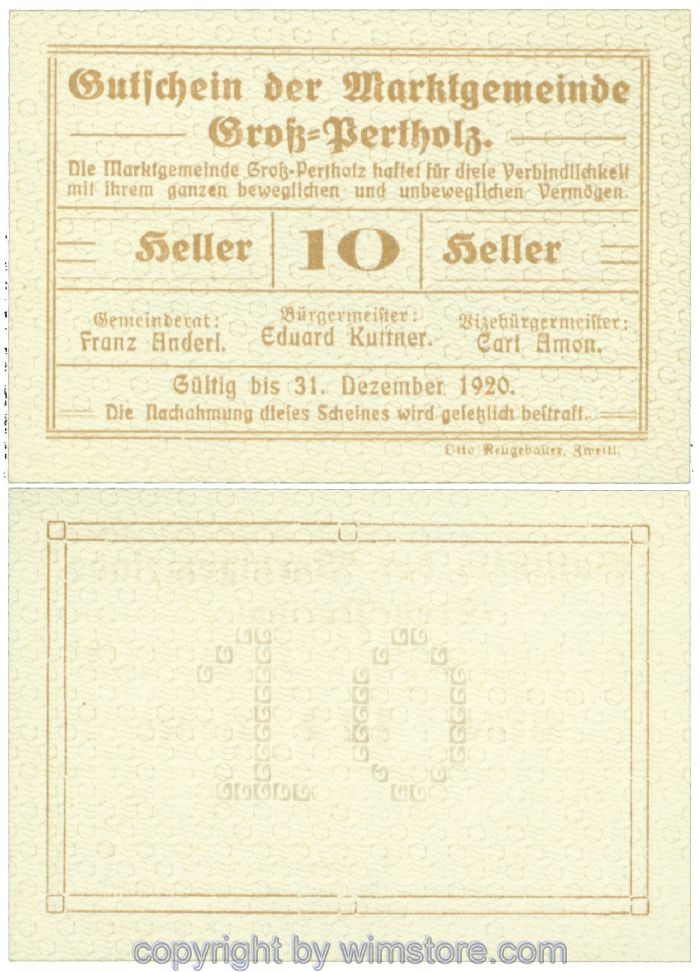 Gutschein der Marktgemeinde
Groß-Pertholz.
Die Marktgemeinde Groß-Pertholz haftet für diese Verbindlichkeit
mit ihrem ganzen beweglichen und unbeweglichen Vermögen.
Heller 10 Heller
Gemeinderat: Bürgermeister: Vizebürgermeister:
Franz Anderl. Eduard Kuttner. Carl Amon.
Gültig bis 31. Dezember 1920.
Die Nachahmung dieses Scheines wird gesetzlich bestraft.
Otto Neugebauer, Zwettl.
10
copyright by wimstore.com